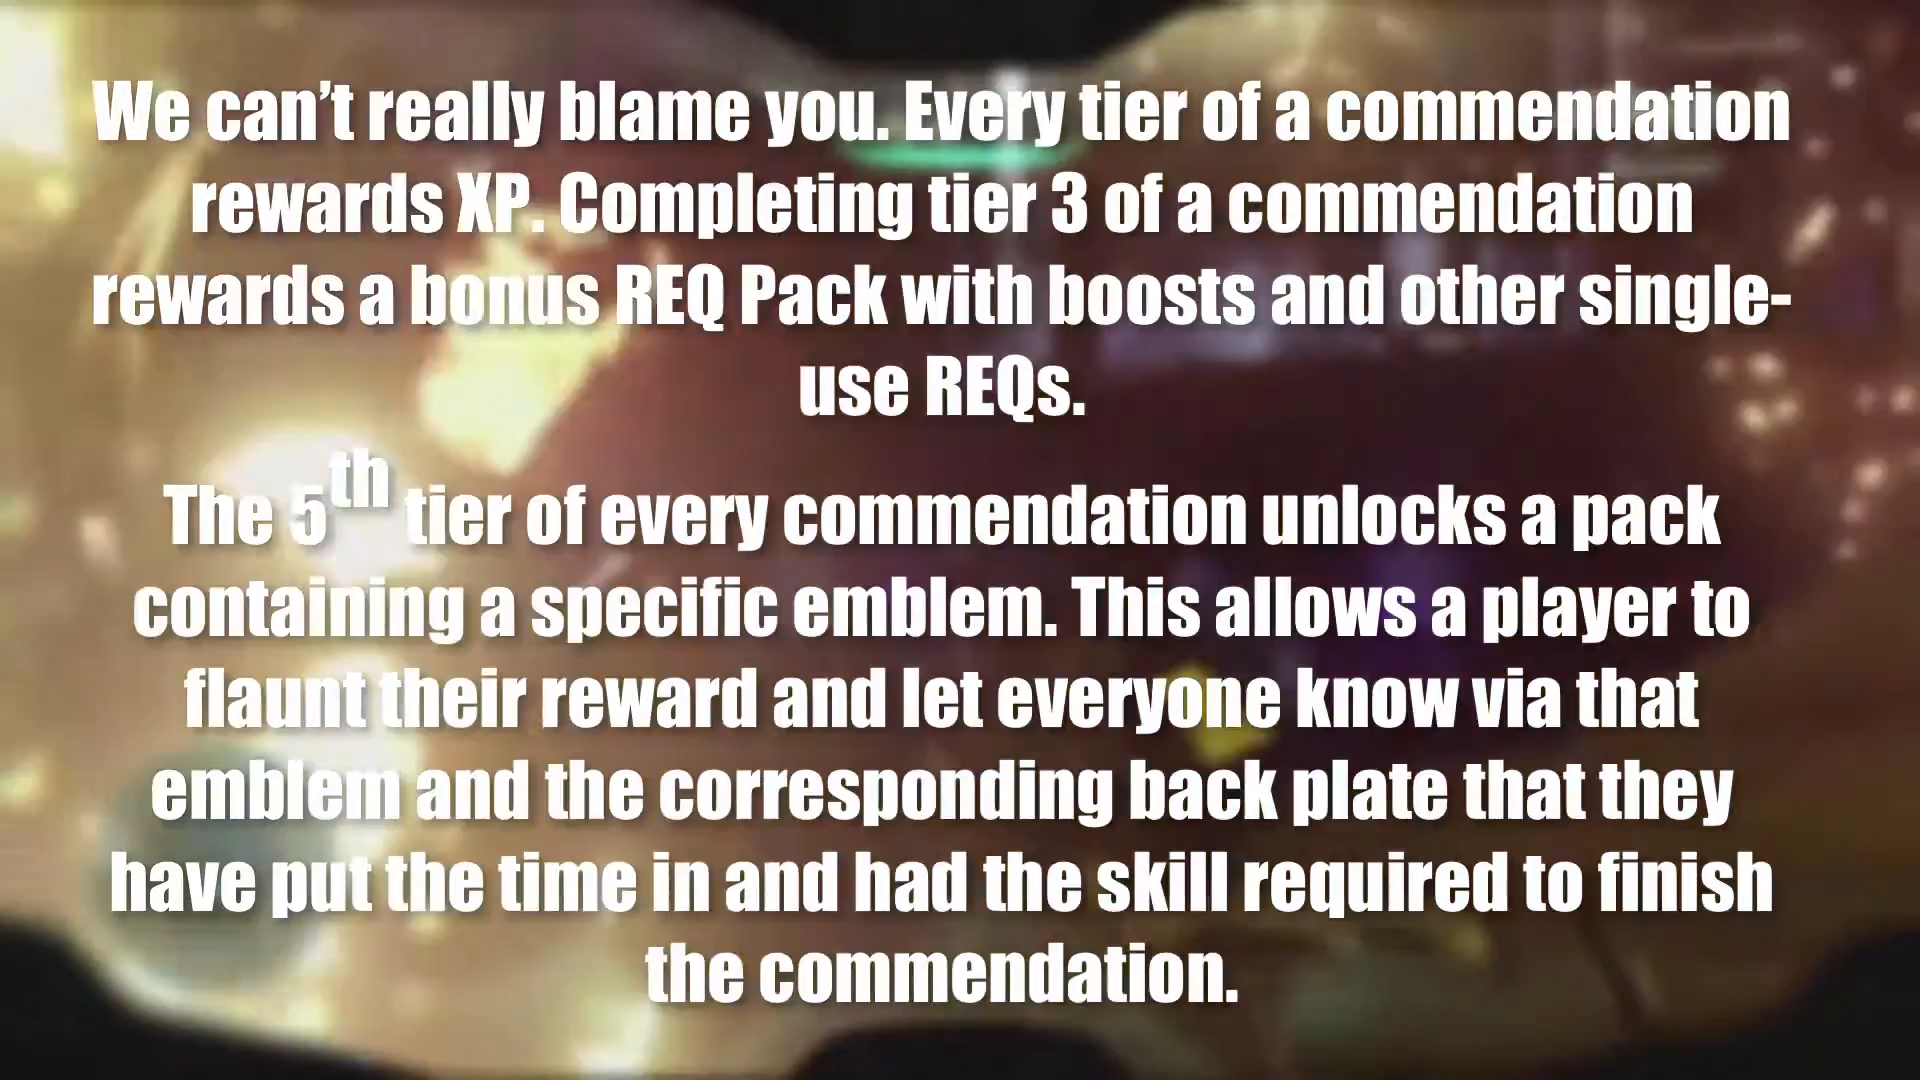 We can’t really blame you. Every tier of a commendation
rewards XP. Completing tier 3 of a commendation
rewards a bonus REQ Pack with boosts and other single-
use REQs.
The 5th tier of every commendation unlocks a pack
containing a specific emblem. This allows a player to
flaunt their reward and let everyone know via that
emblem and the corresponding back plate that they
have put the time in and had the skill required to finish
the commendation.